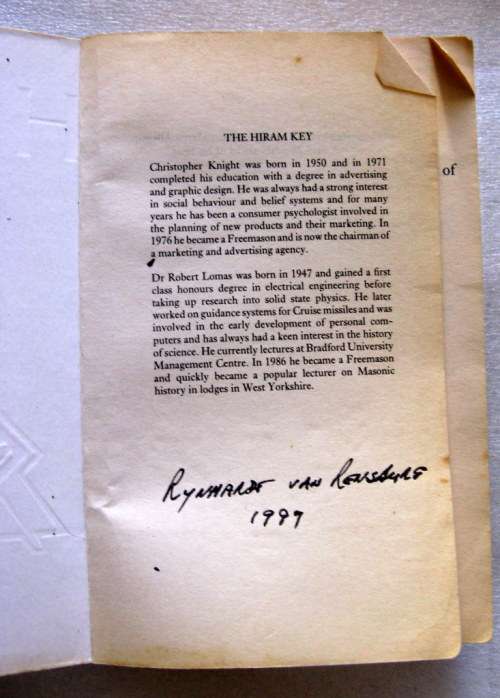 THE HIRAM KEY
Christopher Knight was born in 1950 and in 1971
completed his education with a degree in advertising
and graphic design. He was always had a strong interest
in social behaviour and belief systems and for many
years he has been a consumer psychologist involved in
the planning of new products and their marketing. In
1976 he became a Freemason and is now the chairman of
a marketing and advertising agency.
Dr Robert Lomas was born in 1947 and gained a first
class honours degree in electrical engineering before
taking up research into solid state physics. He later
worked on guidance systems for Cruise missiles and was
involved in the early development of personal com-
puters and has always had a keen interest in the history
of science. He currently lectures at Bradford University
Management Centre. In 1986 he became a Freemason
and quickly became a popular lecturer on Masonic
history in lodges in West Yorkshire.
RYNHARDT VAN RENSBURG
1997
of